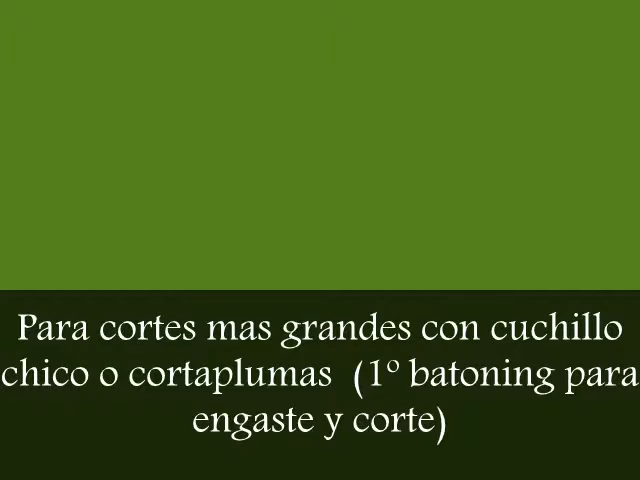 Para cortes mas grandes con cuchillo
chico o cortaplumas (1º batoning para
engaste y corte)